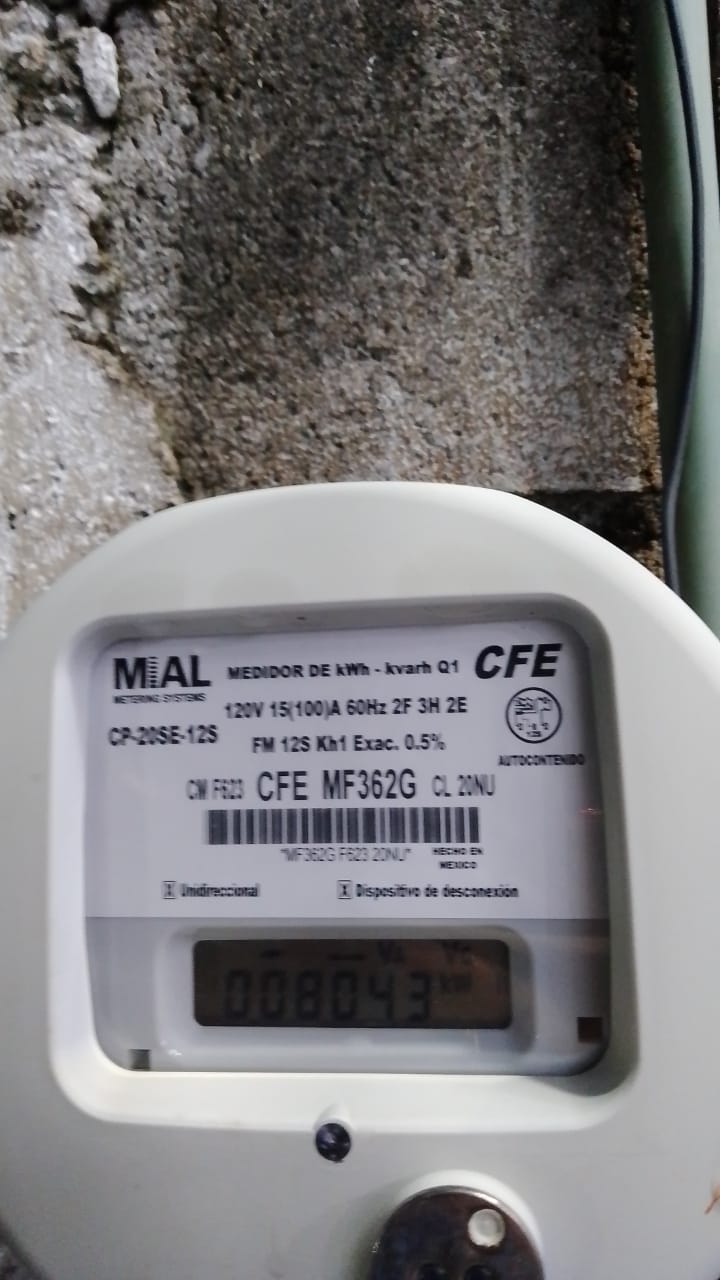 MIAL
METERING SYSTEMS
MEDIDOR DE kWh - kvarh Q1
CFE
CP-20SE-12S
120V 15(100)A 60Hz 2F 3H 2E
FM 12S Kh1 Exac. 0.5%
AUTOCONTENIDO
CM F623 CFE MF362G CL 20NU
*MF362G F623 20NU*
HECHO EN
MEXICO
X Unidireccional
X Dispositivo de desconexión
008043